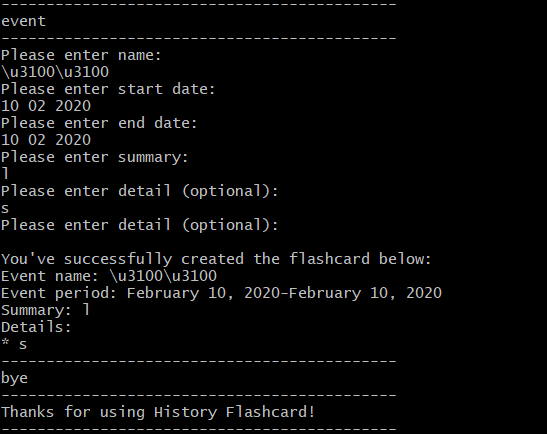 --------------------------------------------
event
--------------------------------------------
Please enter name:
\u3100\u3100
Please enter start date:
10 02 2020
Please enter end date:
10 02 2020
Please enter summary:
l
Please enter detail (optional):
s
Please enter detail (optional):

You've successfully created the flashcard below:
Event name: \u3100\u3100
Event period: February 10, 2020-February 10, 2020
Summary: l
Details:
* s
--------------------------------------------
bye
--------------------------------------------
Thanks for using History Flashcard!
--------------------------------------------